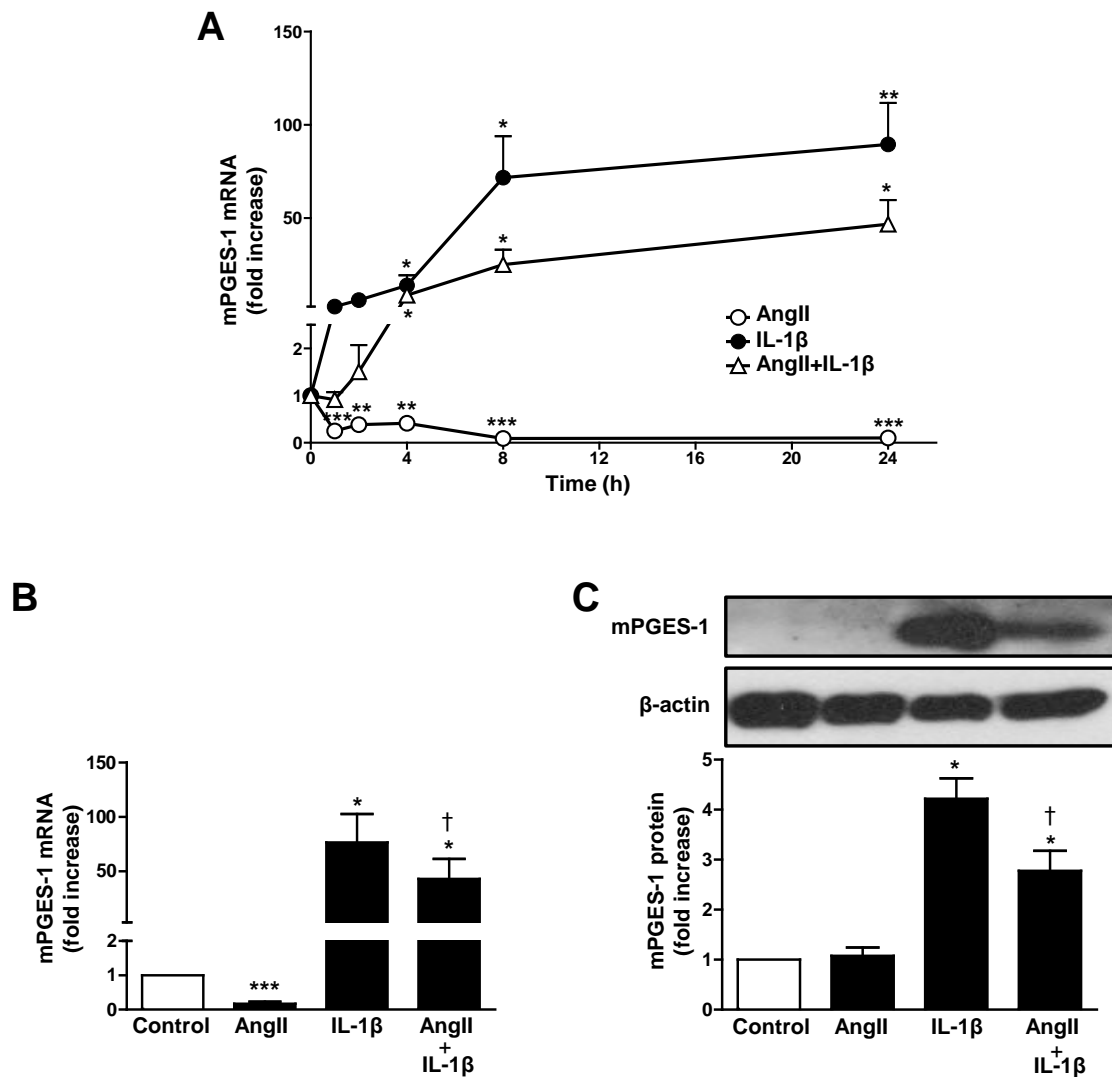 A
mPGES-1 mRNA
(fold increase)
150
100
50
2
1
0
**
*
*
*
*
*
***
**
**
***
***
AngII
IL-1β
AngII+IL-1β
0
4
8
12
16
20
24
Time (h)
B
mPGES-1 mRNA
(fold increase)
150
100
50
2
1
0
***
*
†
*
Control
AngII
IL-1β
AngII
+
IL-1β
C
mPGES-1
β-actin
mPGES-1 protein
(fold increase)
5
4
3
2
1
0
*
†
*
Control
AngII
IL-1β
AngII
+
IL-1β